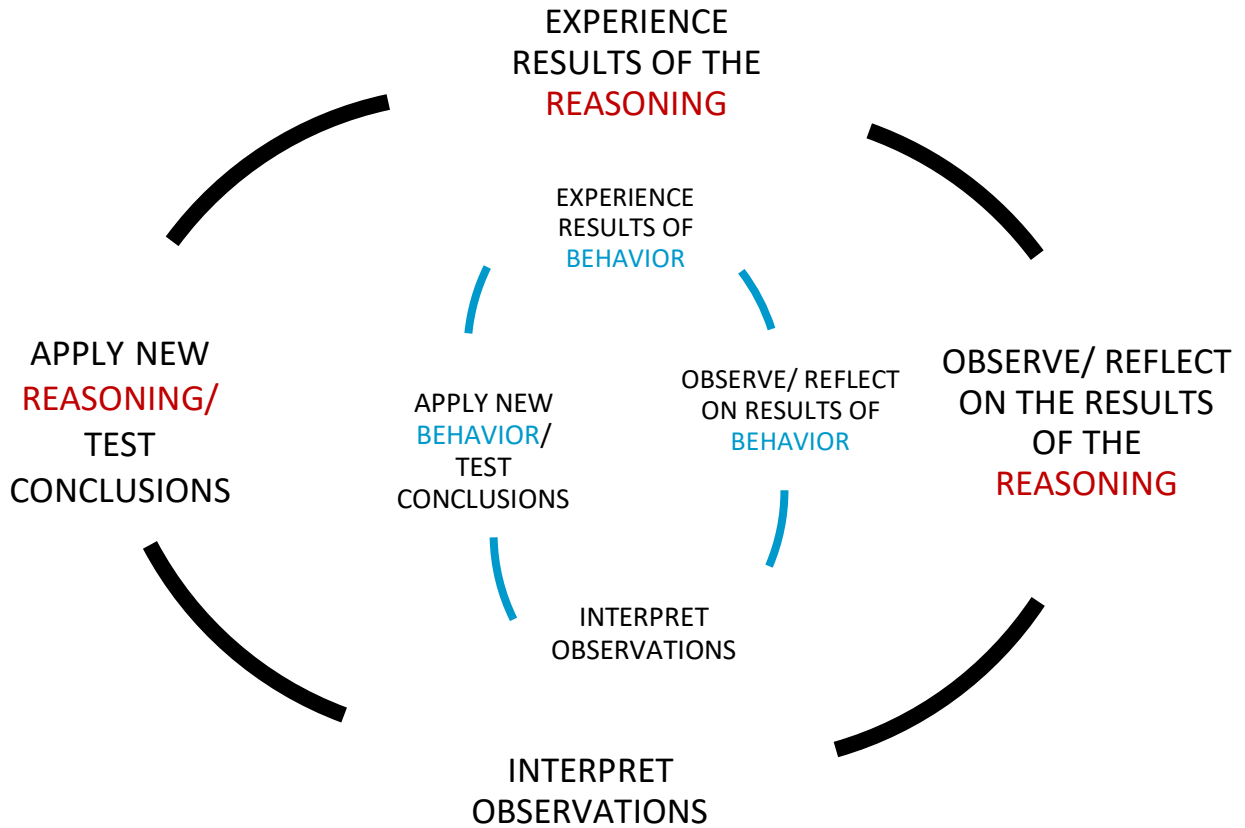 EXPERIENCE
RESULTS OF THE
REASONING
EXPERIENCE
RESULTS OF
BEHAVIOR
APPLY NEW
REASONING/
TEST
CONCLUSIONS
APPLY NEW
BEHAVIOR/
TEST
CONCLUSIONS
OBSERVE/ REFLECT
ON RESULTS OF
BEHAVIOR
OBSERVE/ REFLECT
ON THE RESULTS
OF THE
REASONING
INTERPRET
OBSERVATIONS
INTERPRET
OBSERVATIONS